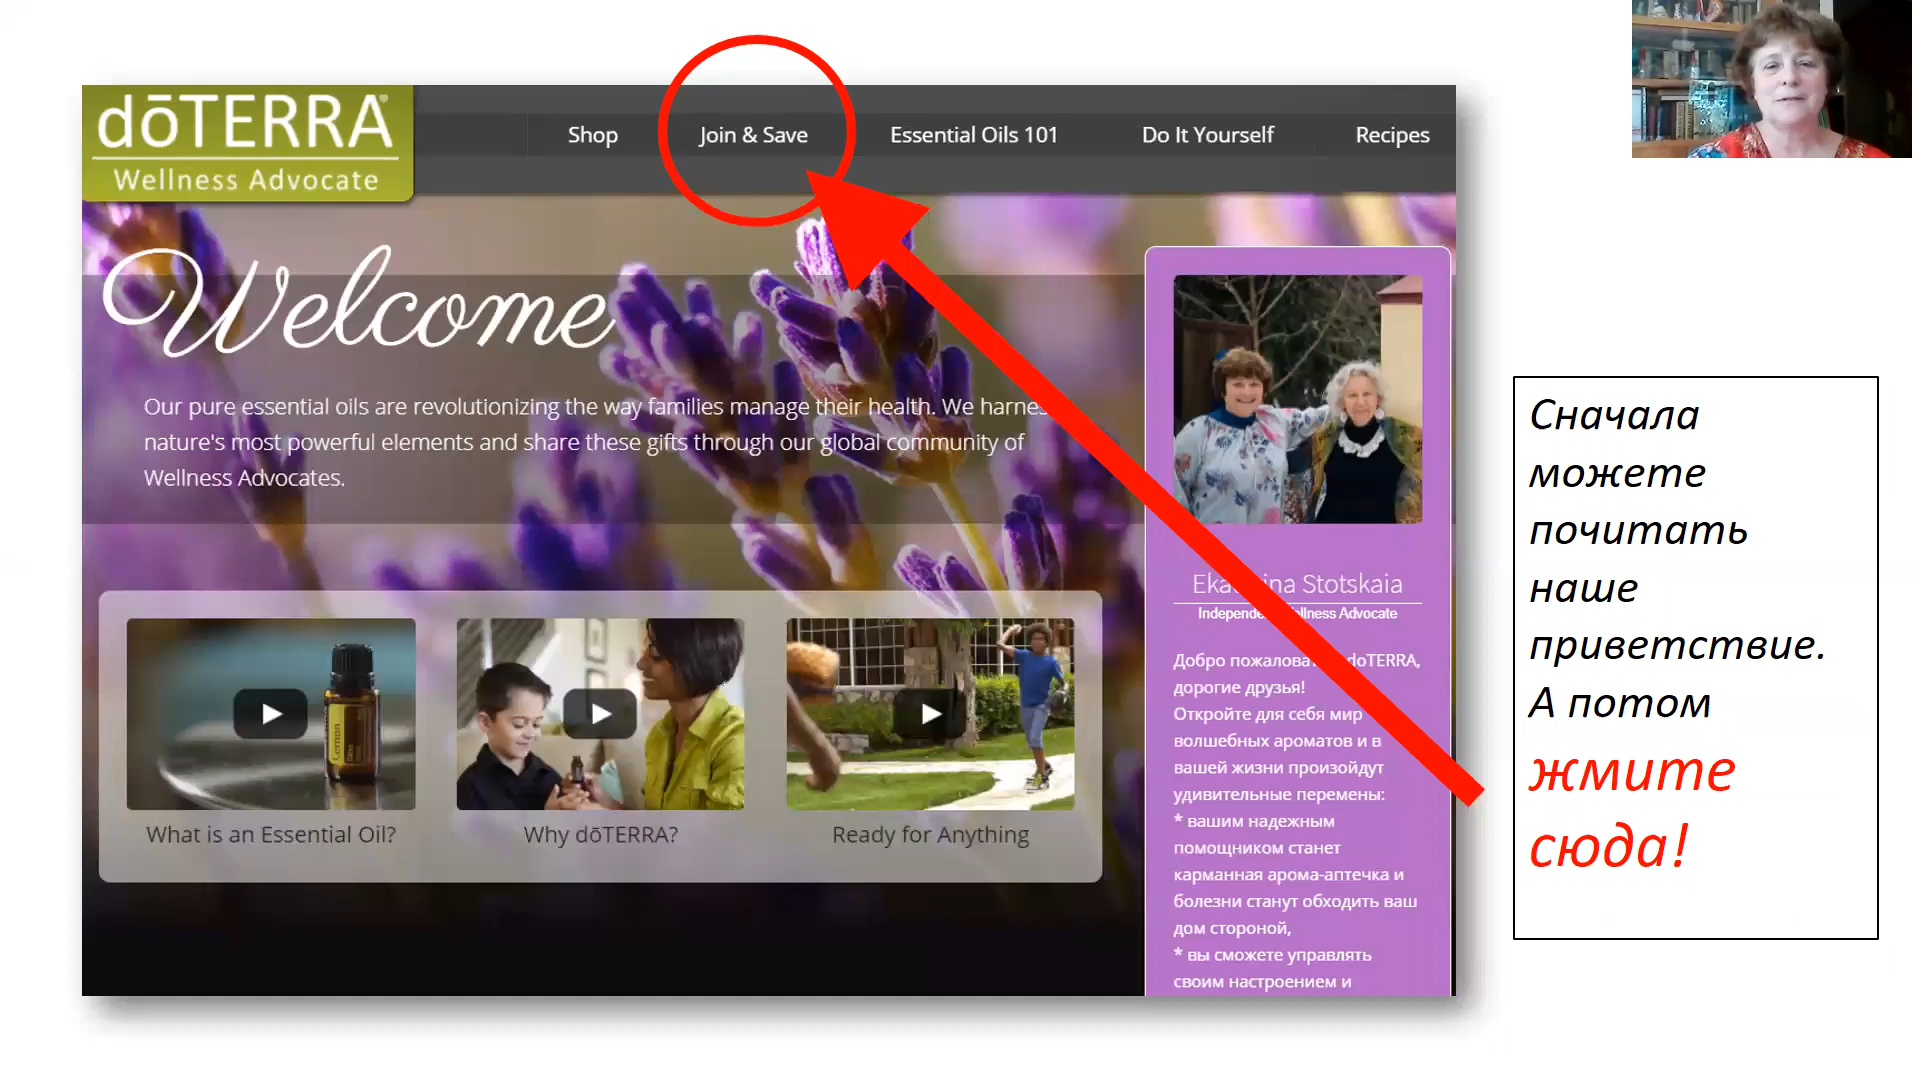 dōTERRA
Wellness Advocate
Shop
Join & Save
Essential Oils 101
Do It Yourself
Recipes
Welcome
Our pure essential oils are revolutionizing the way families manage their health. We
nature's most powerful elements and share these gifts through our global community of
Wellness Advocates.
What is an Essential Oil?
Why dōTERRA?
Ready for Anything
Stotskaia
Advocate
Добро doTERRA,
дорогие друзья!
Откройте для себя мир
волшебных ароматов и в
вашей жизни произойдут
удивительные перемены:
* вашим надежным
помощником станет
карманная арома-аптечка и
болезни станут обходить ваш
дом стороной,
* вы сможете управлять
своим настроением и
Сначала
можете
почитать
наше
приветствие.
А потом
жмите
сюда!